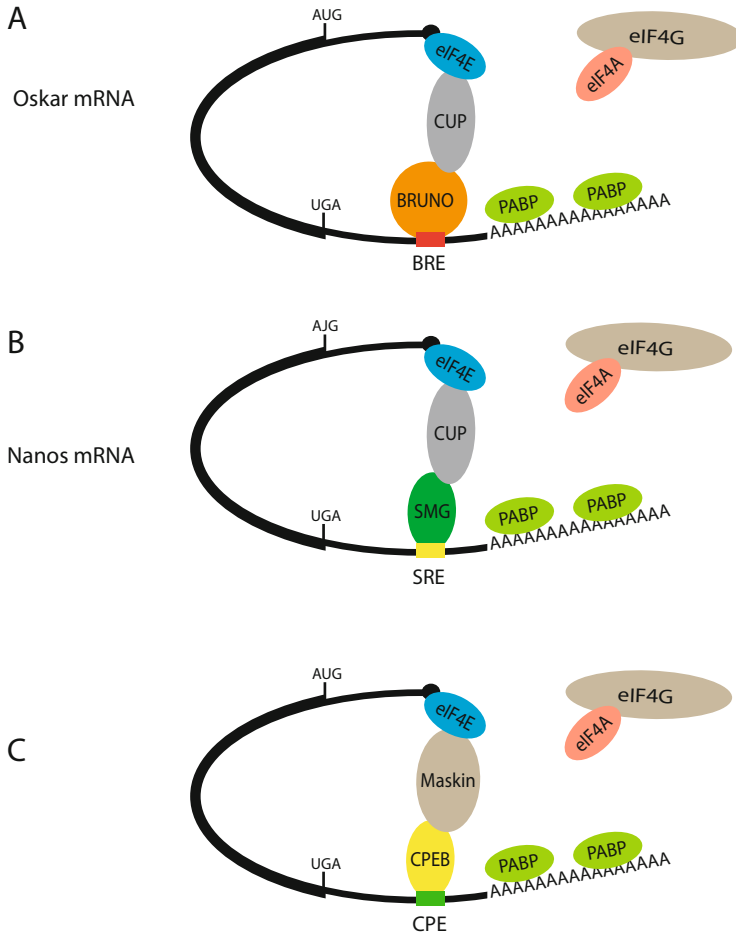 A
AUG
eIF4G
eIF4E
eIF4A
Oskar mRNA
CUP
UGA
BRUNO
PABP
PABP
AAAAAAAAAAAAAAAA
BRE
B
AJG
eIF4G
eIF4E
eIF4A
Nanos mRNA
CUP
UGA
SMG
PABP
PABP
AAAAAAAAAAAAAAAA
SRE
AUG
eIF4G
eIF4E
eIF4A
C
Maskin
UGA
CPEB
PABP
PABP
AAAAAAAAAAAAAAAA
CPE